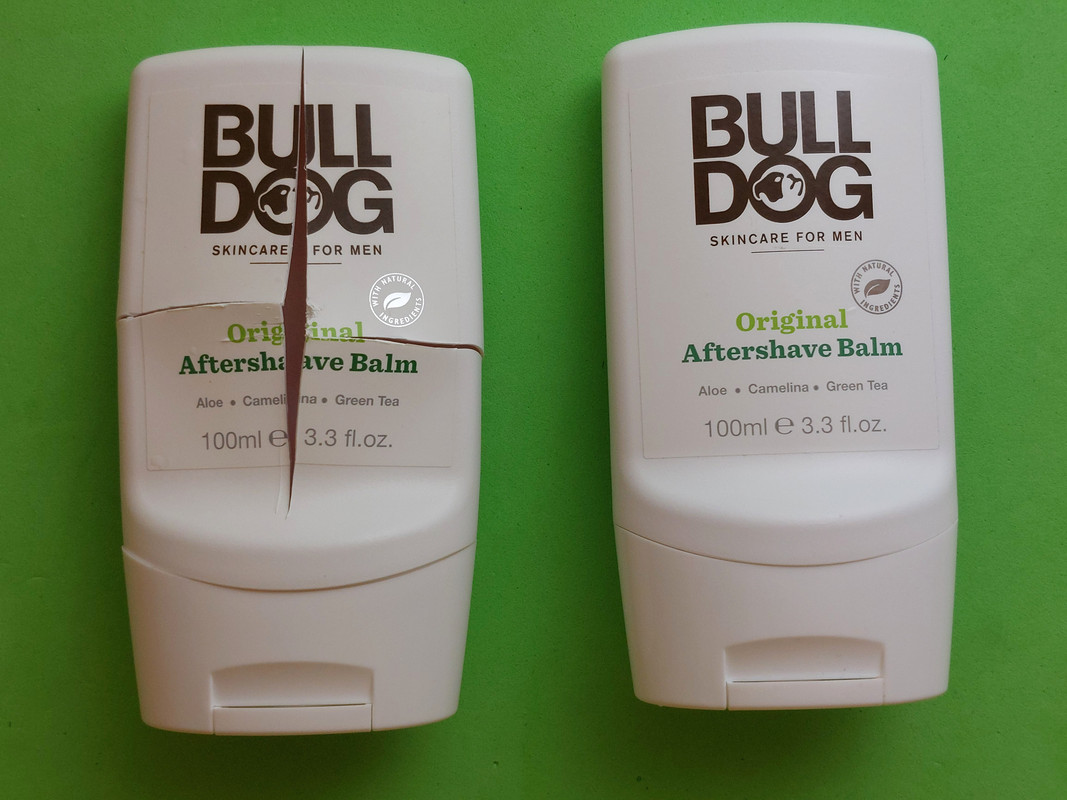 BULL
DOG
SKINCARE FOR MEN
WITH NATURAL INGREDIENTS
Original
Aftershave Balm
Aloe • Camelina • Green Tea
100ml ℮ 3.3 fl.oz.
BULL
DOG
SKINCARE FOR MEN
WITH NATURAL INGREDIENTS
Original
Aftershave Balm
Aloe • Camelina • Green Tea
100ml ℮ 3.3 fl.oz.